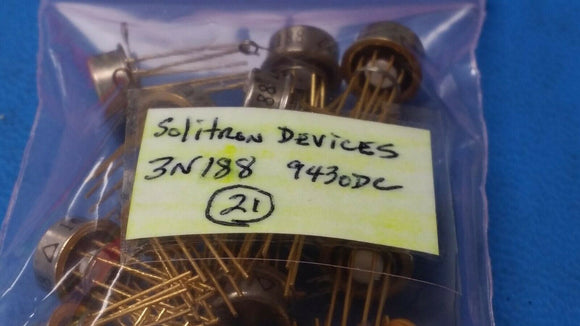 Solitron DEVICES
3N188 9430DC
21